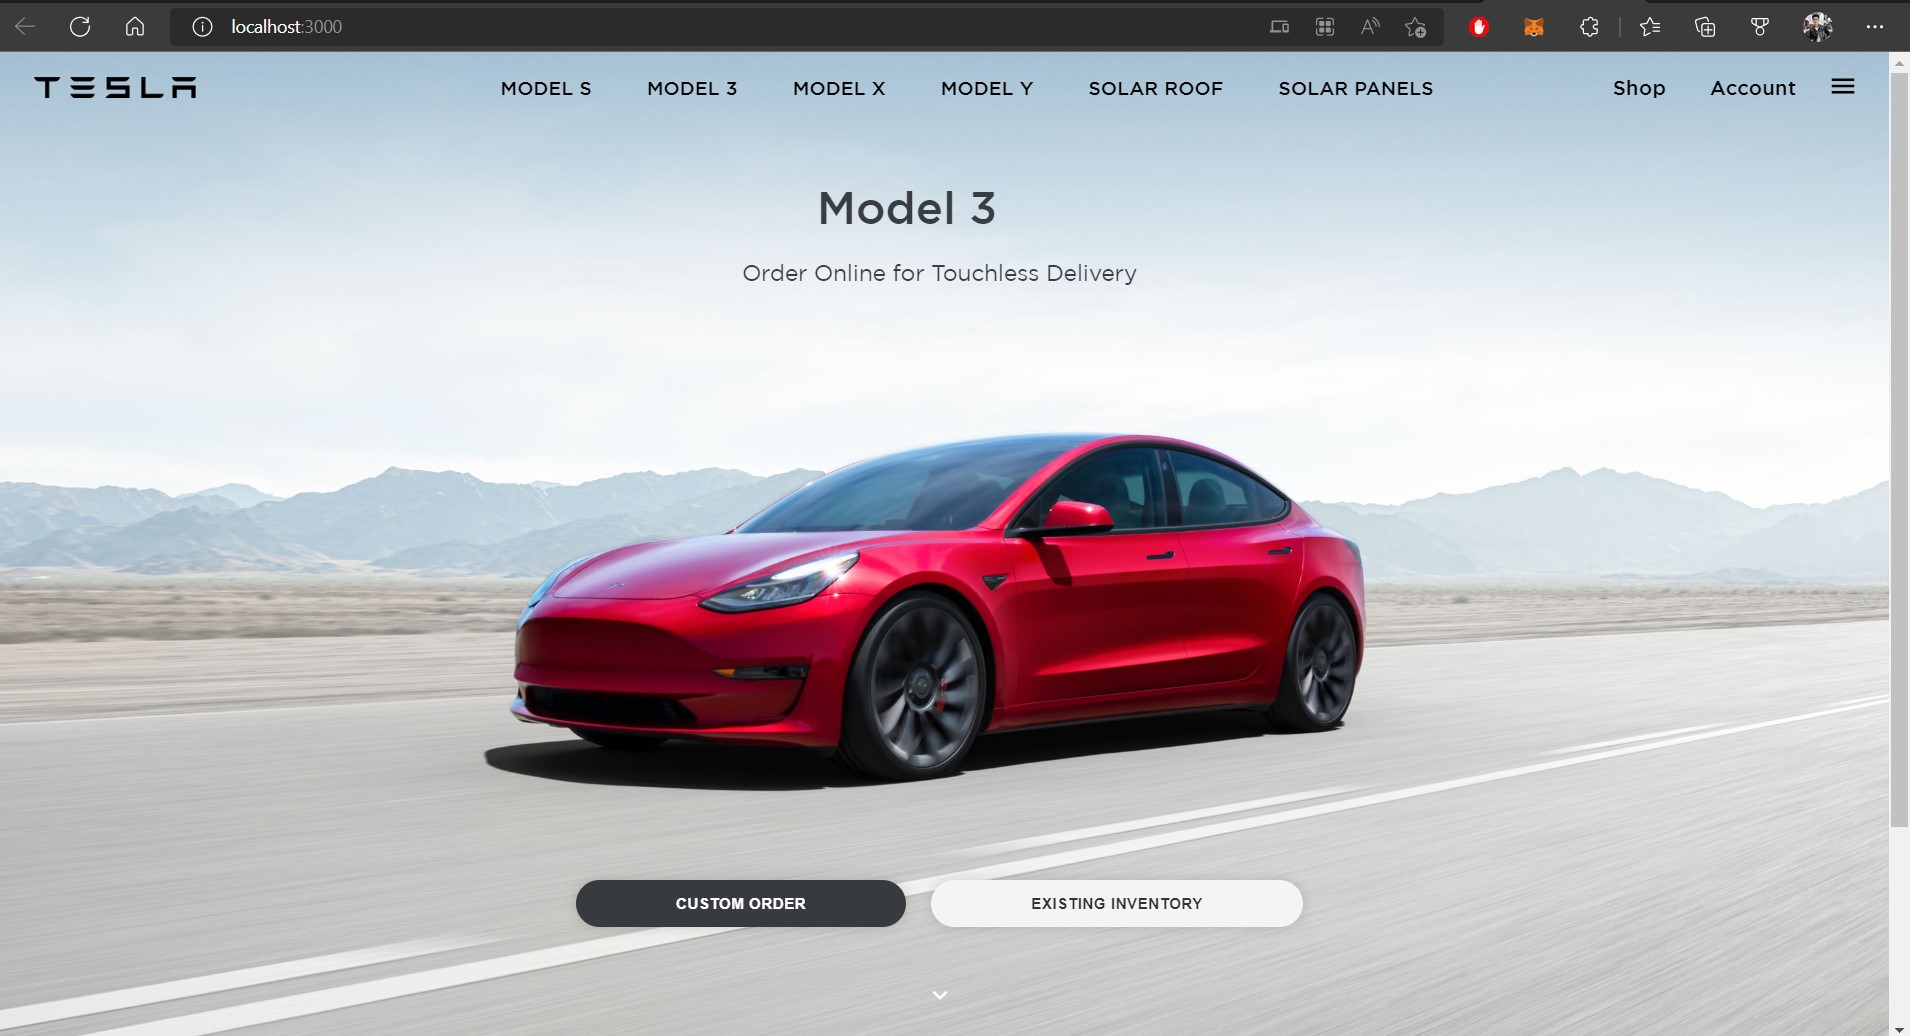 localhost:3000
TESLA
MODEL S MODEL 3 MODEL X MODEL Y SOLAR ROOF SOLAR PANELS
Shop Account
Model 3
Order Online for Touchless Delivery
CUSTOM ORDER EXISTING INVENTORY